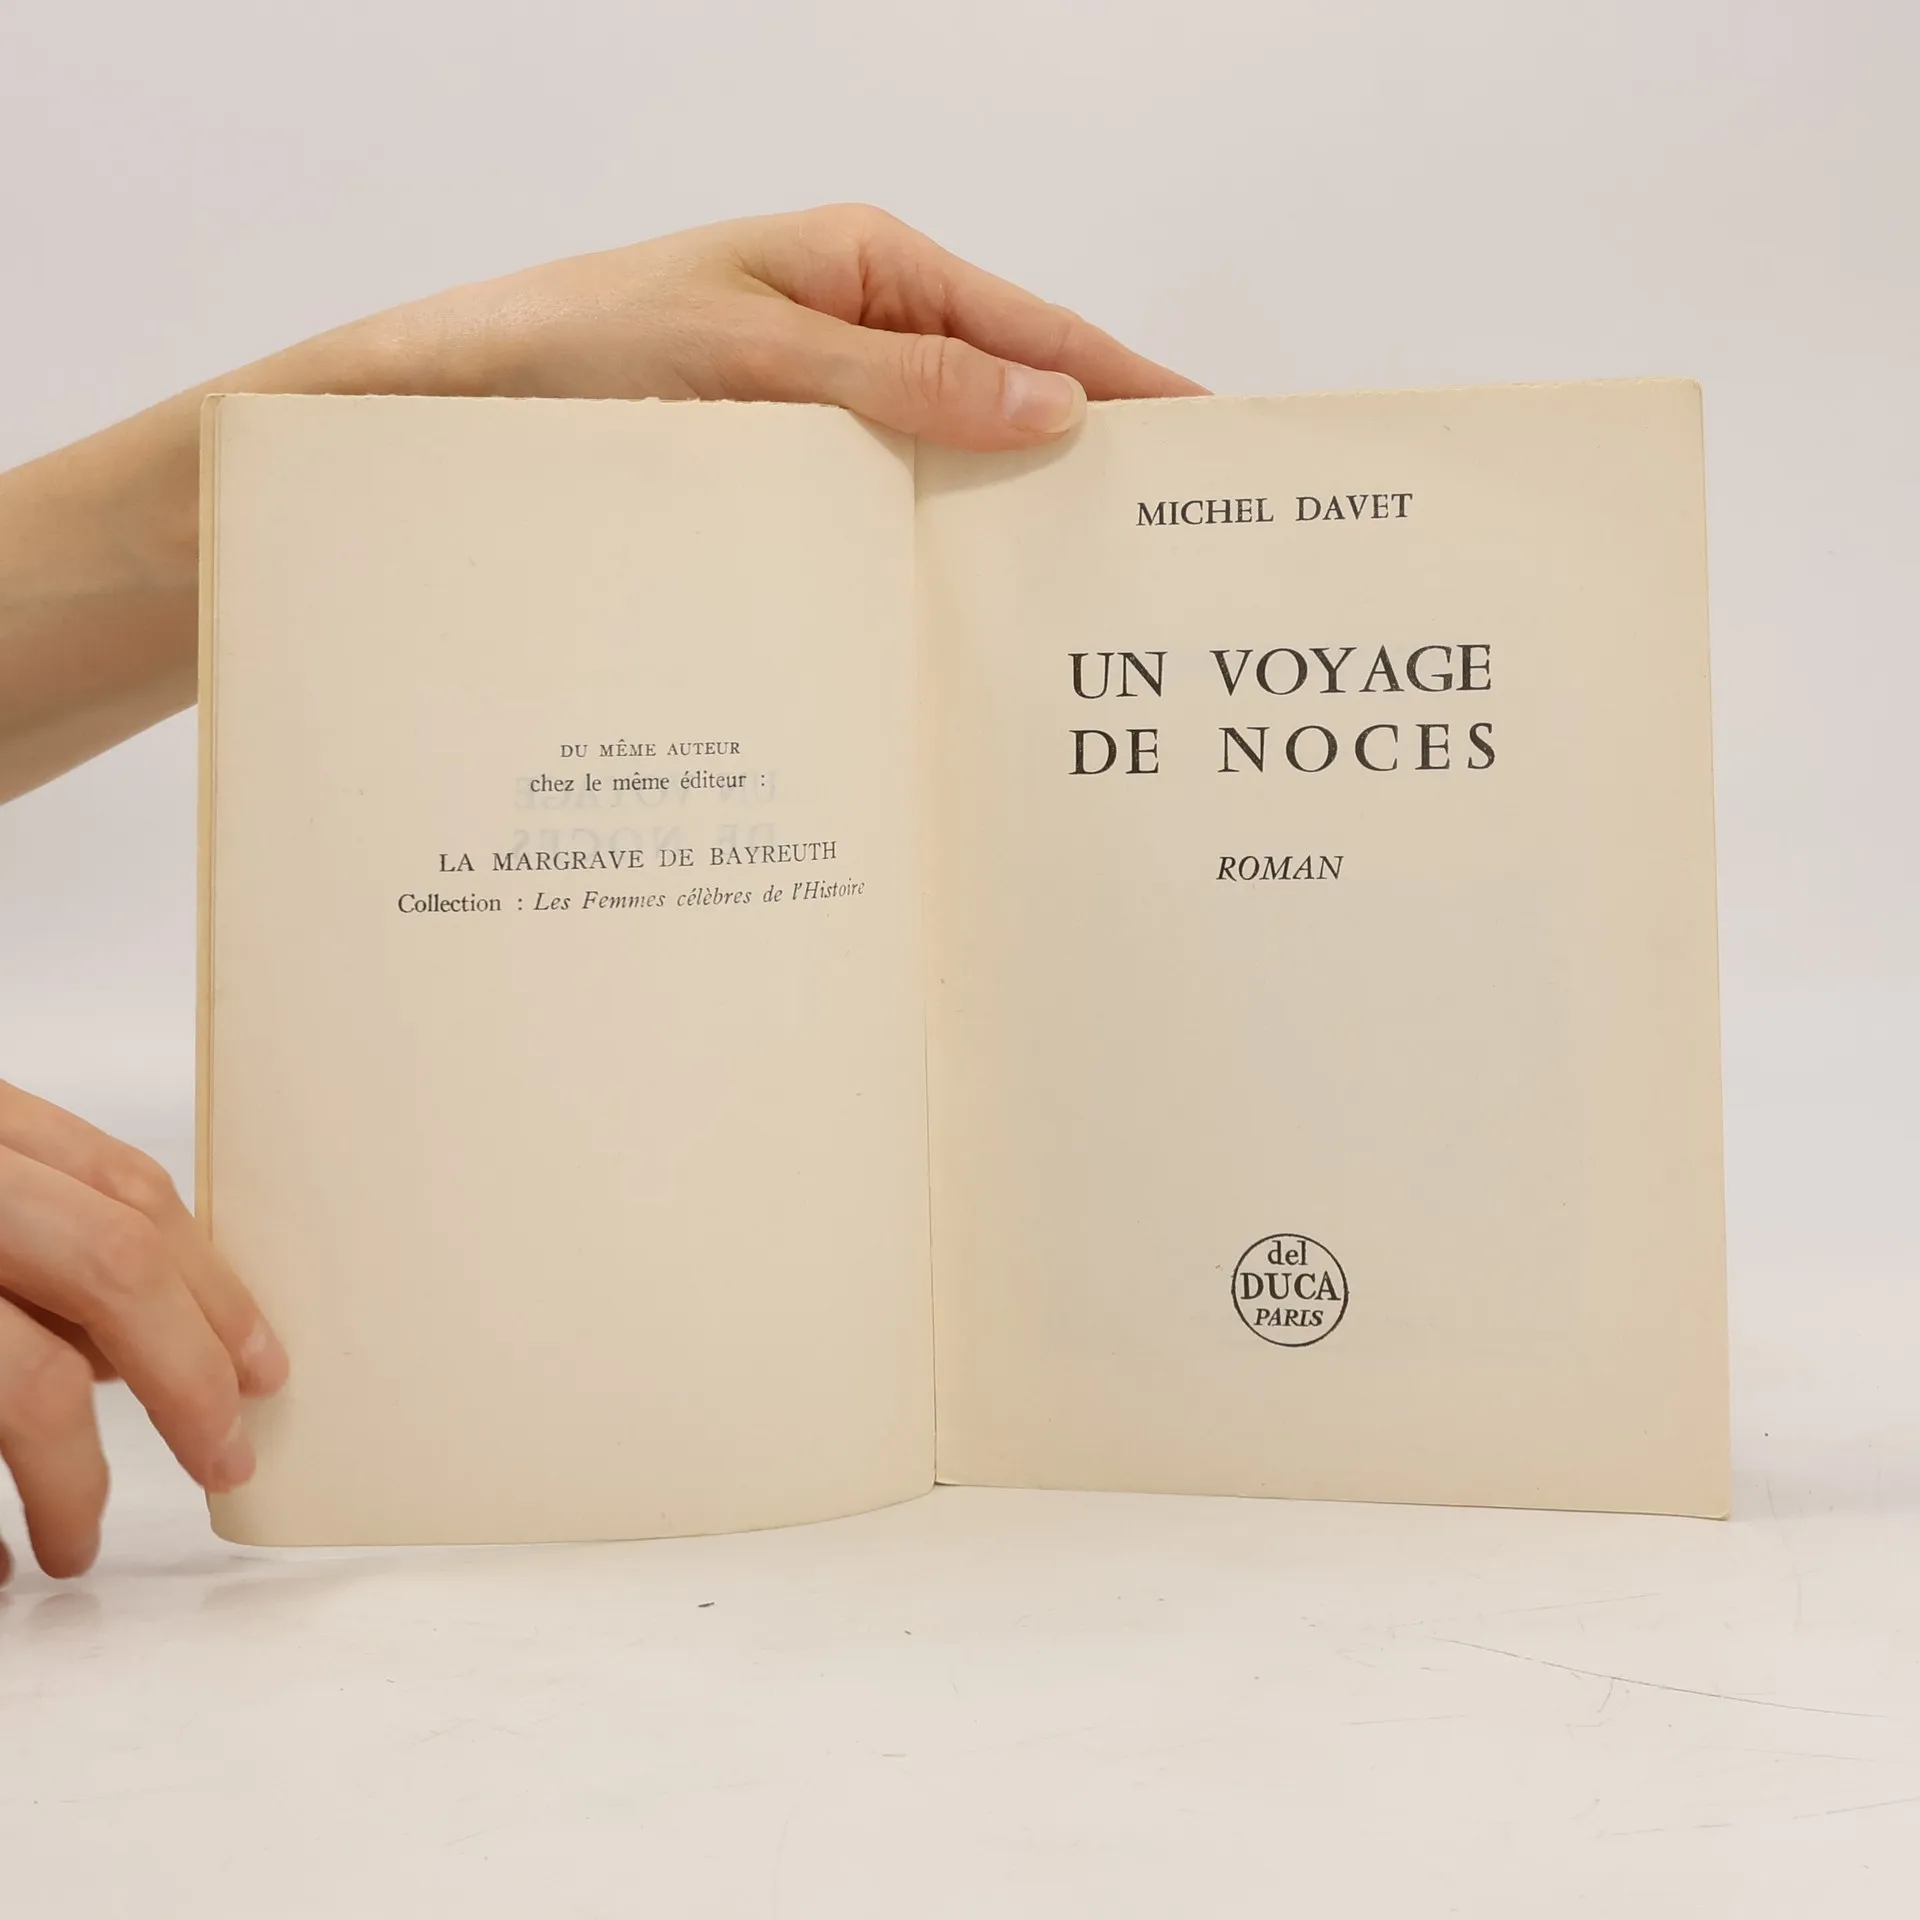 DU MÊME AUTEUR
chez le même éditeur :
LA MARGRAVE DE BAYREUTH
Collection : Les Femmes célèbres de l'Histoire
MICHEL DAVET
UN VOYAGE
DE NOCES
ROMAN
del
DUCA
PARIS